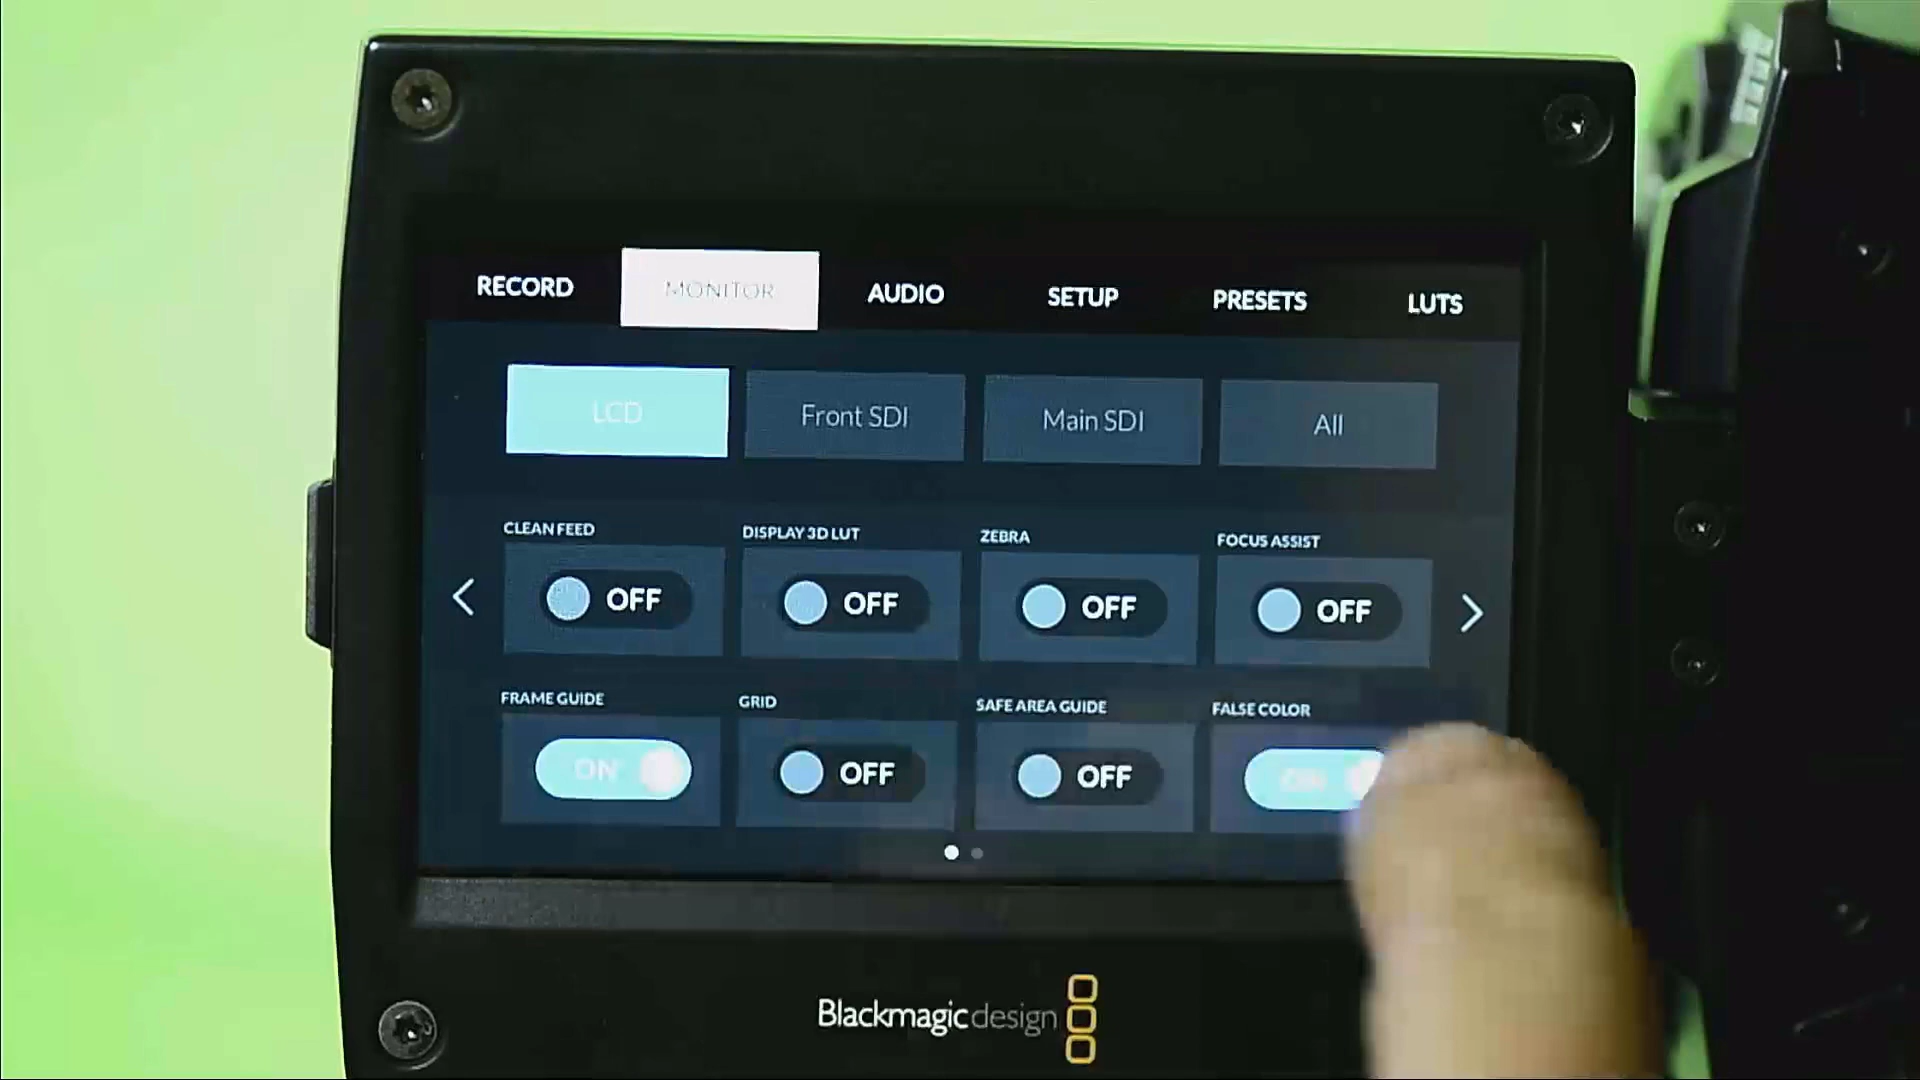 RECORD MONITOR AUDIO SETUP PRESETS LUTS
LCD Front SDI Main SDI All
CLEAN FEED DISPLAY 3D LUT ZEBRA FOCUS ASSIST
OFF OFF OFF OFF
FRAME GUIDE GRID SAFE AREA GUIDE FALSE COLOR
ON OFF OFF ON
Blackmagicdesign